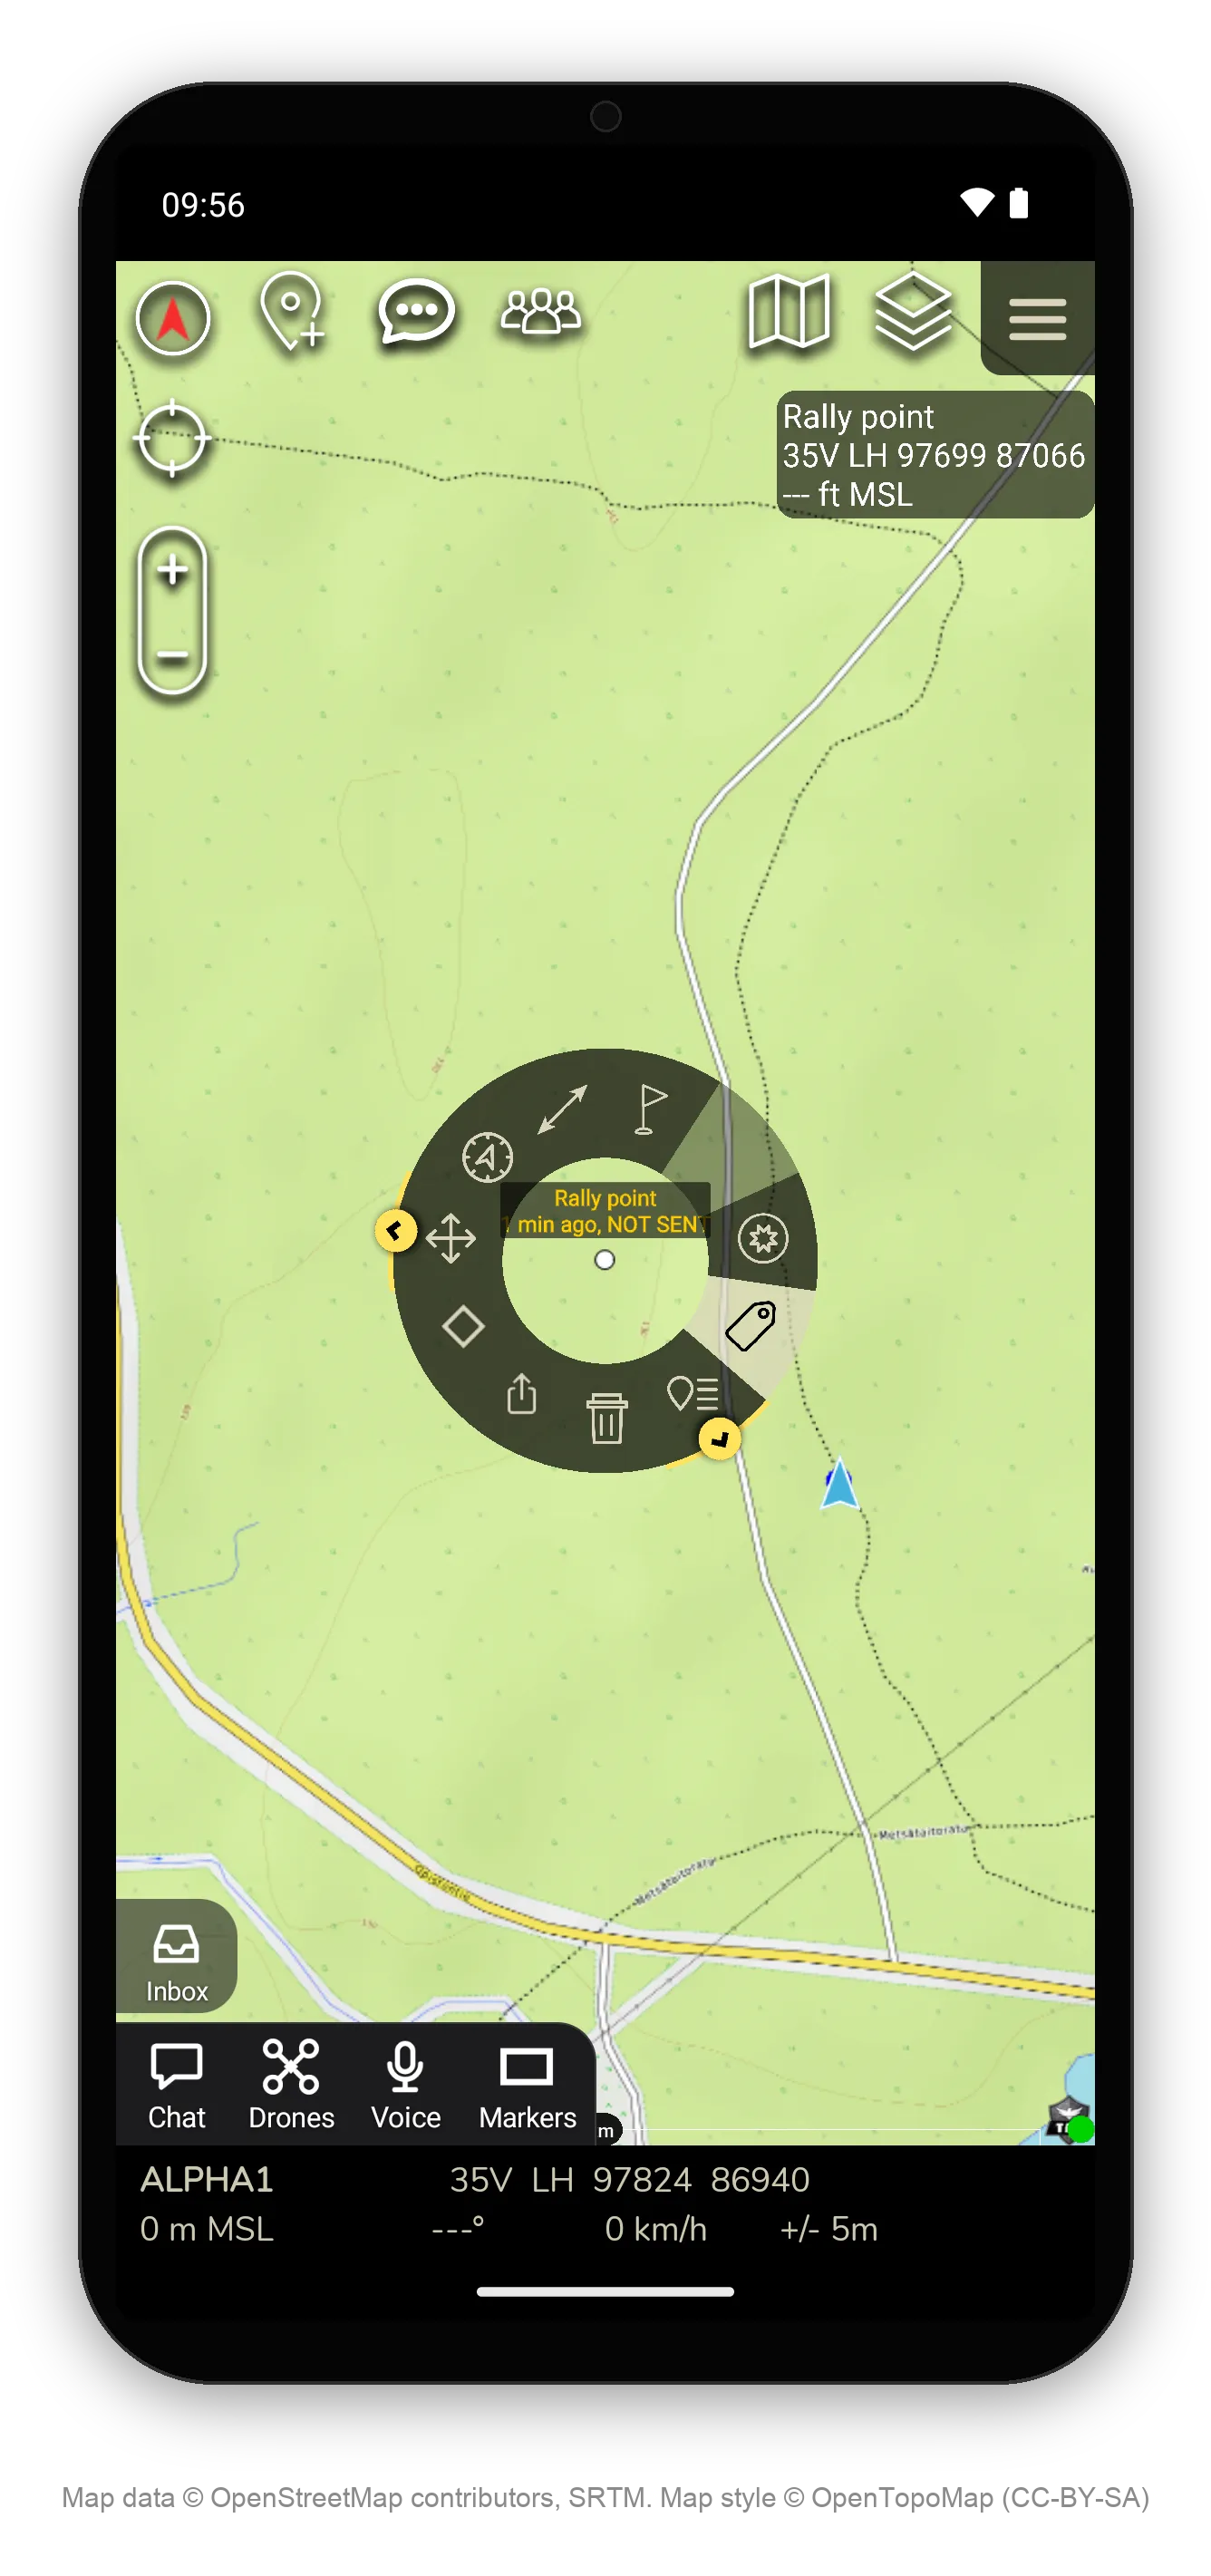 09:56
Rally point
35V LH 97699 87066
--- ft MSL
Rally point
1 min ago, NOT SENT
Metsätaitorata
Metsätaitorata
Inbox
Chat Drones Voice Markers
m
ALPHA1 35V LH 97824 86940
0 m MSL ---° 0 km/h +/- 5m
Map data © OpenStreetMap contributors, SRTM. Map style © OpenTopoMap (CC-BY-SA)